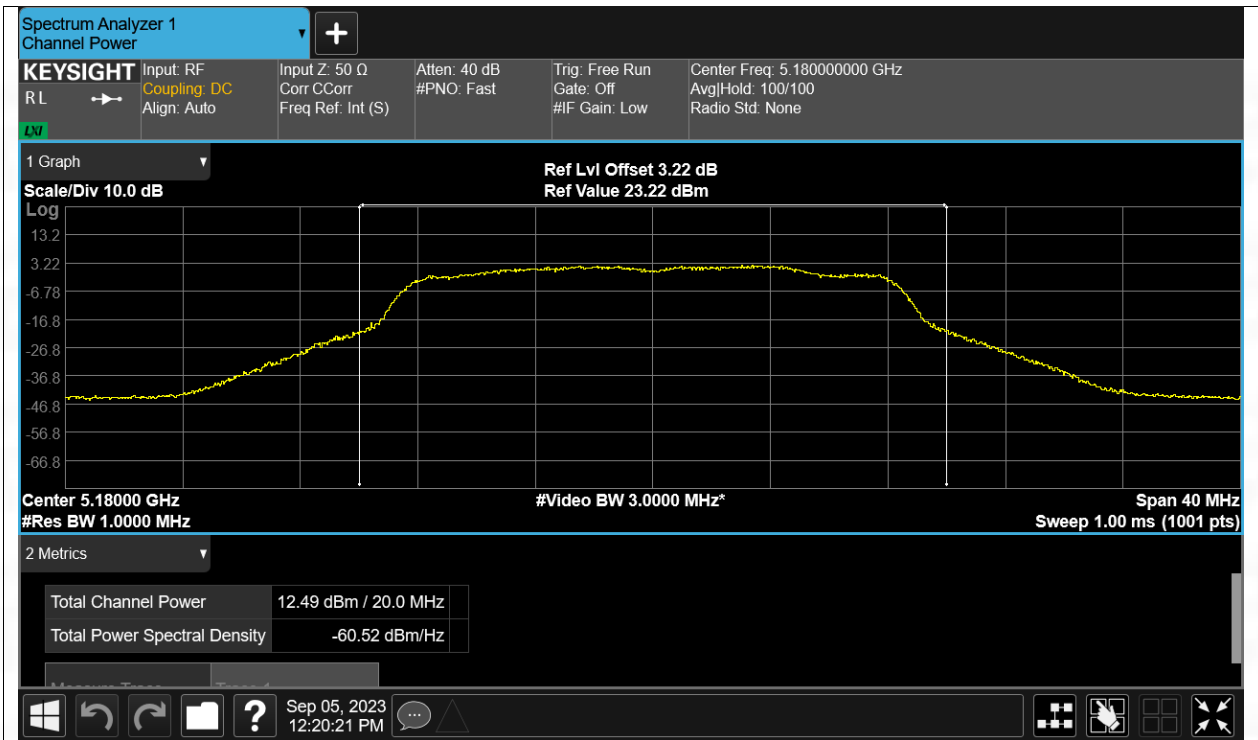 Spectrum Analyzer 1
Channel Power
KEYSIGHT
R L
LXI
Input: RF
Coupling: DC
Align: Auto
Input Z: 50 Ω
Corr CCorr
Freq Ref: Int (S)
Atten: 40 dB
#PNO: Fast
Trig: Free Run
Gate: Off
#IF Gain: Low
Center Freq: 5.180000000 GHz
Avg|Hold: 100/100
Radio Std: None
1 Graph
Scale/Div 10.0 dB
Ref Lvl Offset 3.22 dB
Ref Value 23.22 dBm
Log
13.2
3.22
-6.78
-16.8
-26.8
-36.8
-46.8
-56.8
-66.8
Center 5.18000 GHz
#Video BW 3.0000 MHz*
Span 40 MHz
#Res BW 1.0000 MHz
Sweep 1.00 ms (1001 pts)
2 Metrics
Total Channel Power 12.49 dBm / 20.0 MHz
Total Power Spectral Density -60.52 dBm/Hz
?
Sep 05, 2023
12:20:21 PM